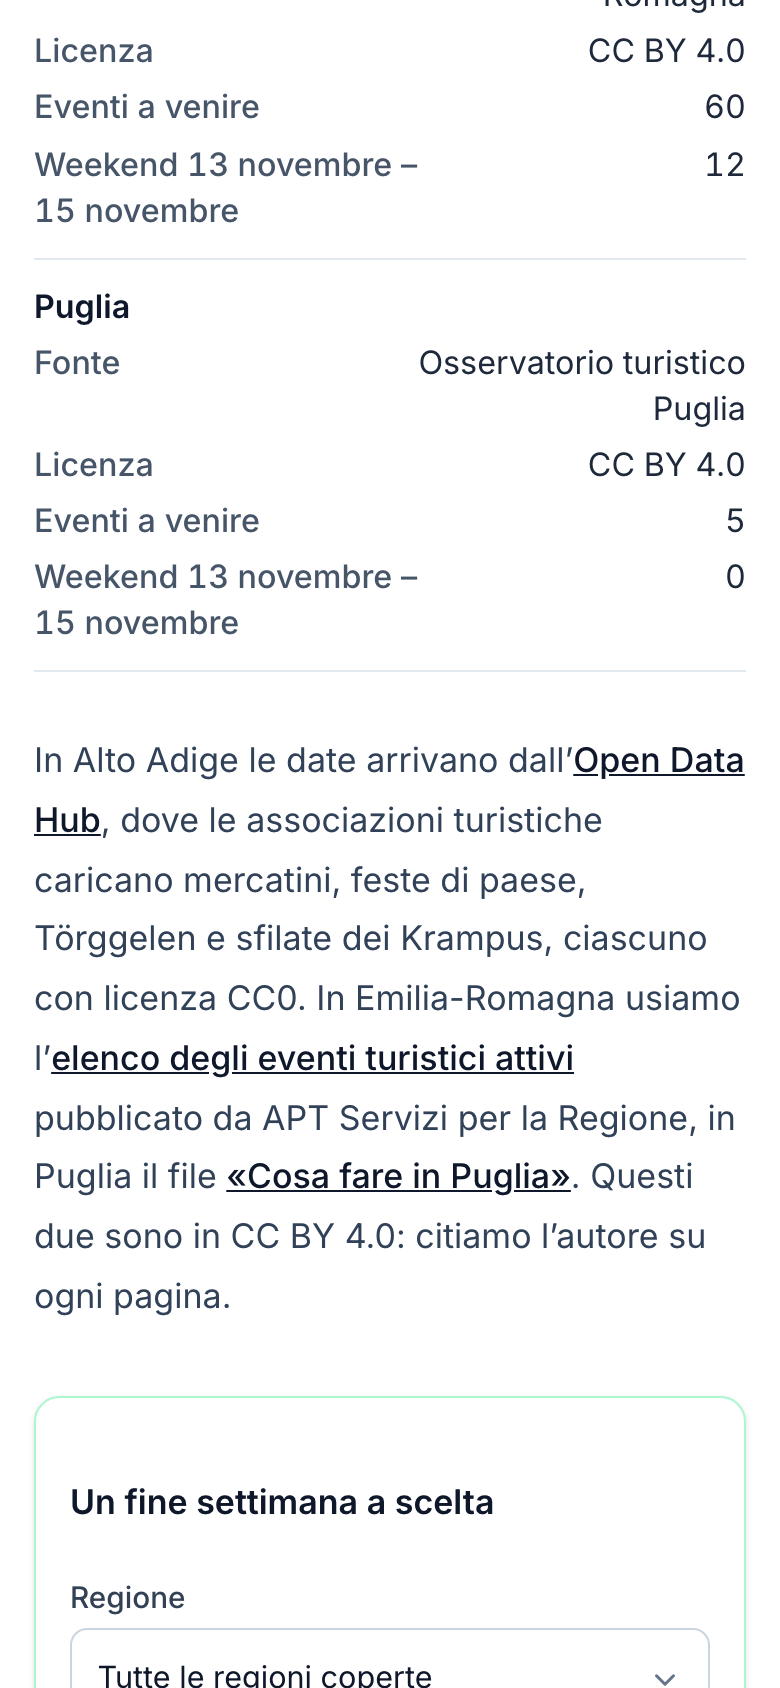 Romagna
Licenza CC BY 4.0
Eventi a venire 60
Weekend 13 novembre – 12
15 novembre
Puglia
Fonte Osservatorio turistico
Puglia
Licenza CC BY 4.0
Eventi a venire 5
Weekend 13 novembre – 0
15 novembre
In Alto Adige le date arrivano dall’Open Data
Hub, dove le associazioni turistiche
caricano mercatini, feste di paese,
Törggelen e sfilate dei Krampus, ciascuno
con licenza CC0. In Emilia-Romagna usiamo
l’elenco degli eventi turistici attivi
pubblicato da APT Servizi per la Regione, in
Puglia il file «Cosa fare in Puglia». Questi
due sono in CC BY 4.0: citiamo l’autore su
ogni pagina.
Un fine settimana a scelta
Regione
Tutte le regioni coperte